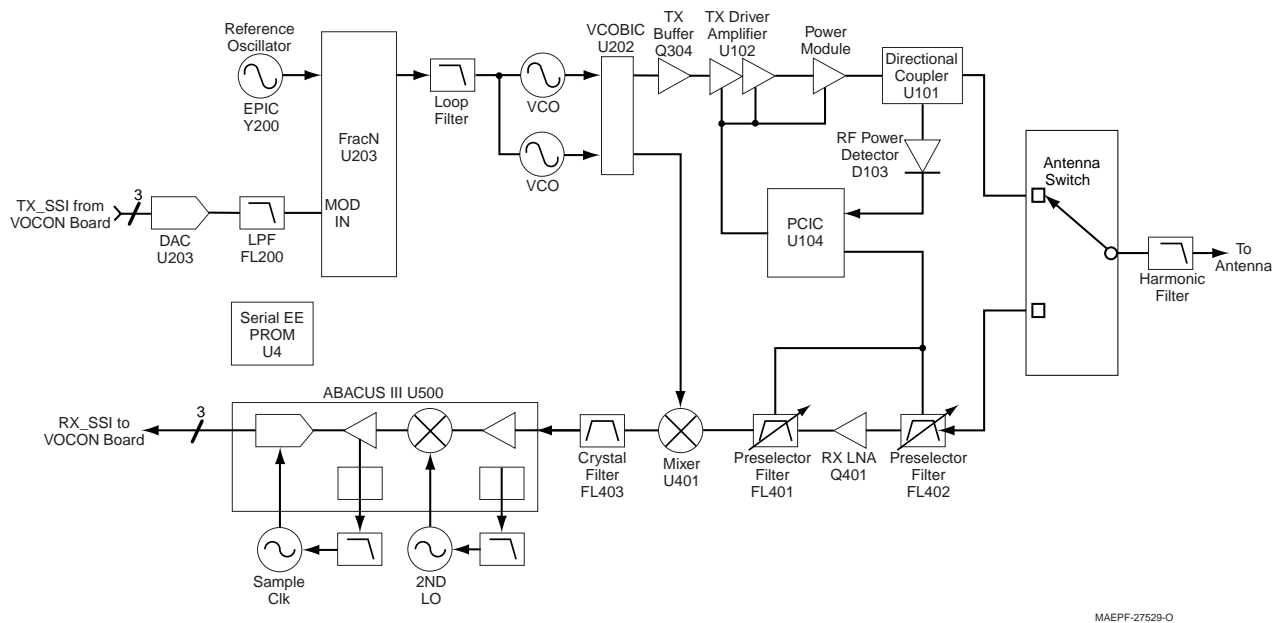 Reference
Oscillator
EPIC
Y200
FracN
U203
MOD
IN
TX_SSI from
VOCON Board
3
DAC
U203
LPF
FL200
Loop
Filter
VCO
VCO
VCOBIC
U202
TX
Buffer
Q304
TX Driver
Amplifier
U102
Power
Module
Directional
Coupler
U101
RF Power
Detector
D103
PCIC
U104
Antenna
Switch
To
Antenna
Harmonic
Filter
Serial EE
PROM
U4
ABACUS III U500
RX_SSI to
VOCON Board
3
Sample
Clk
2ND
LO
Crystal
Filter
FL403
Mixer
U401
Preselector
Filter
FL401
RX LNA
Q401
Preselector
Filter
FL402
MAEPF-27529-O